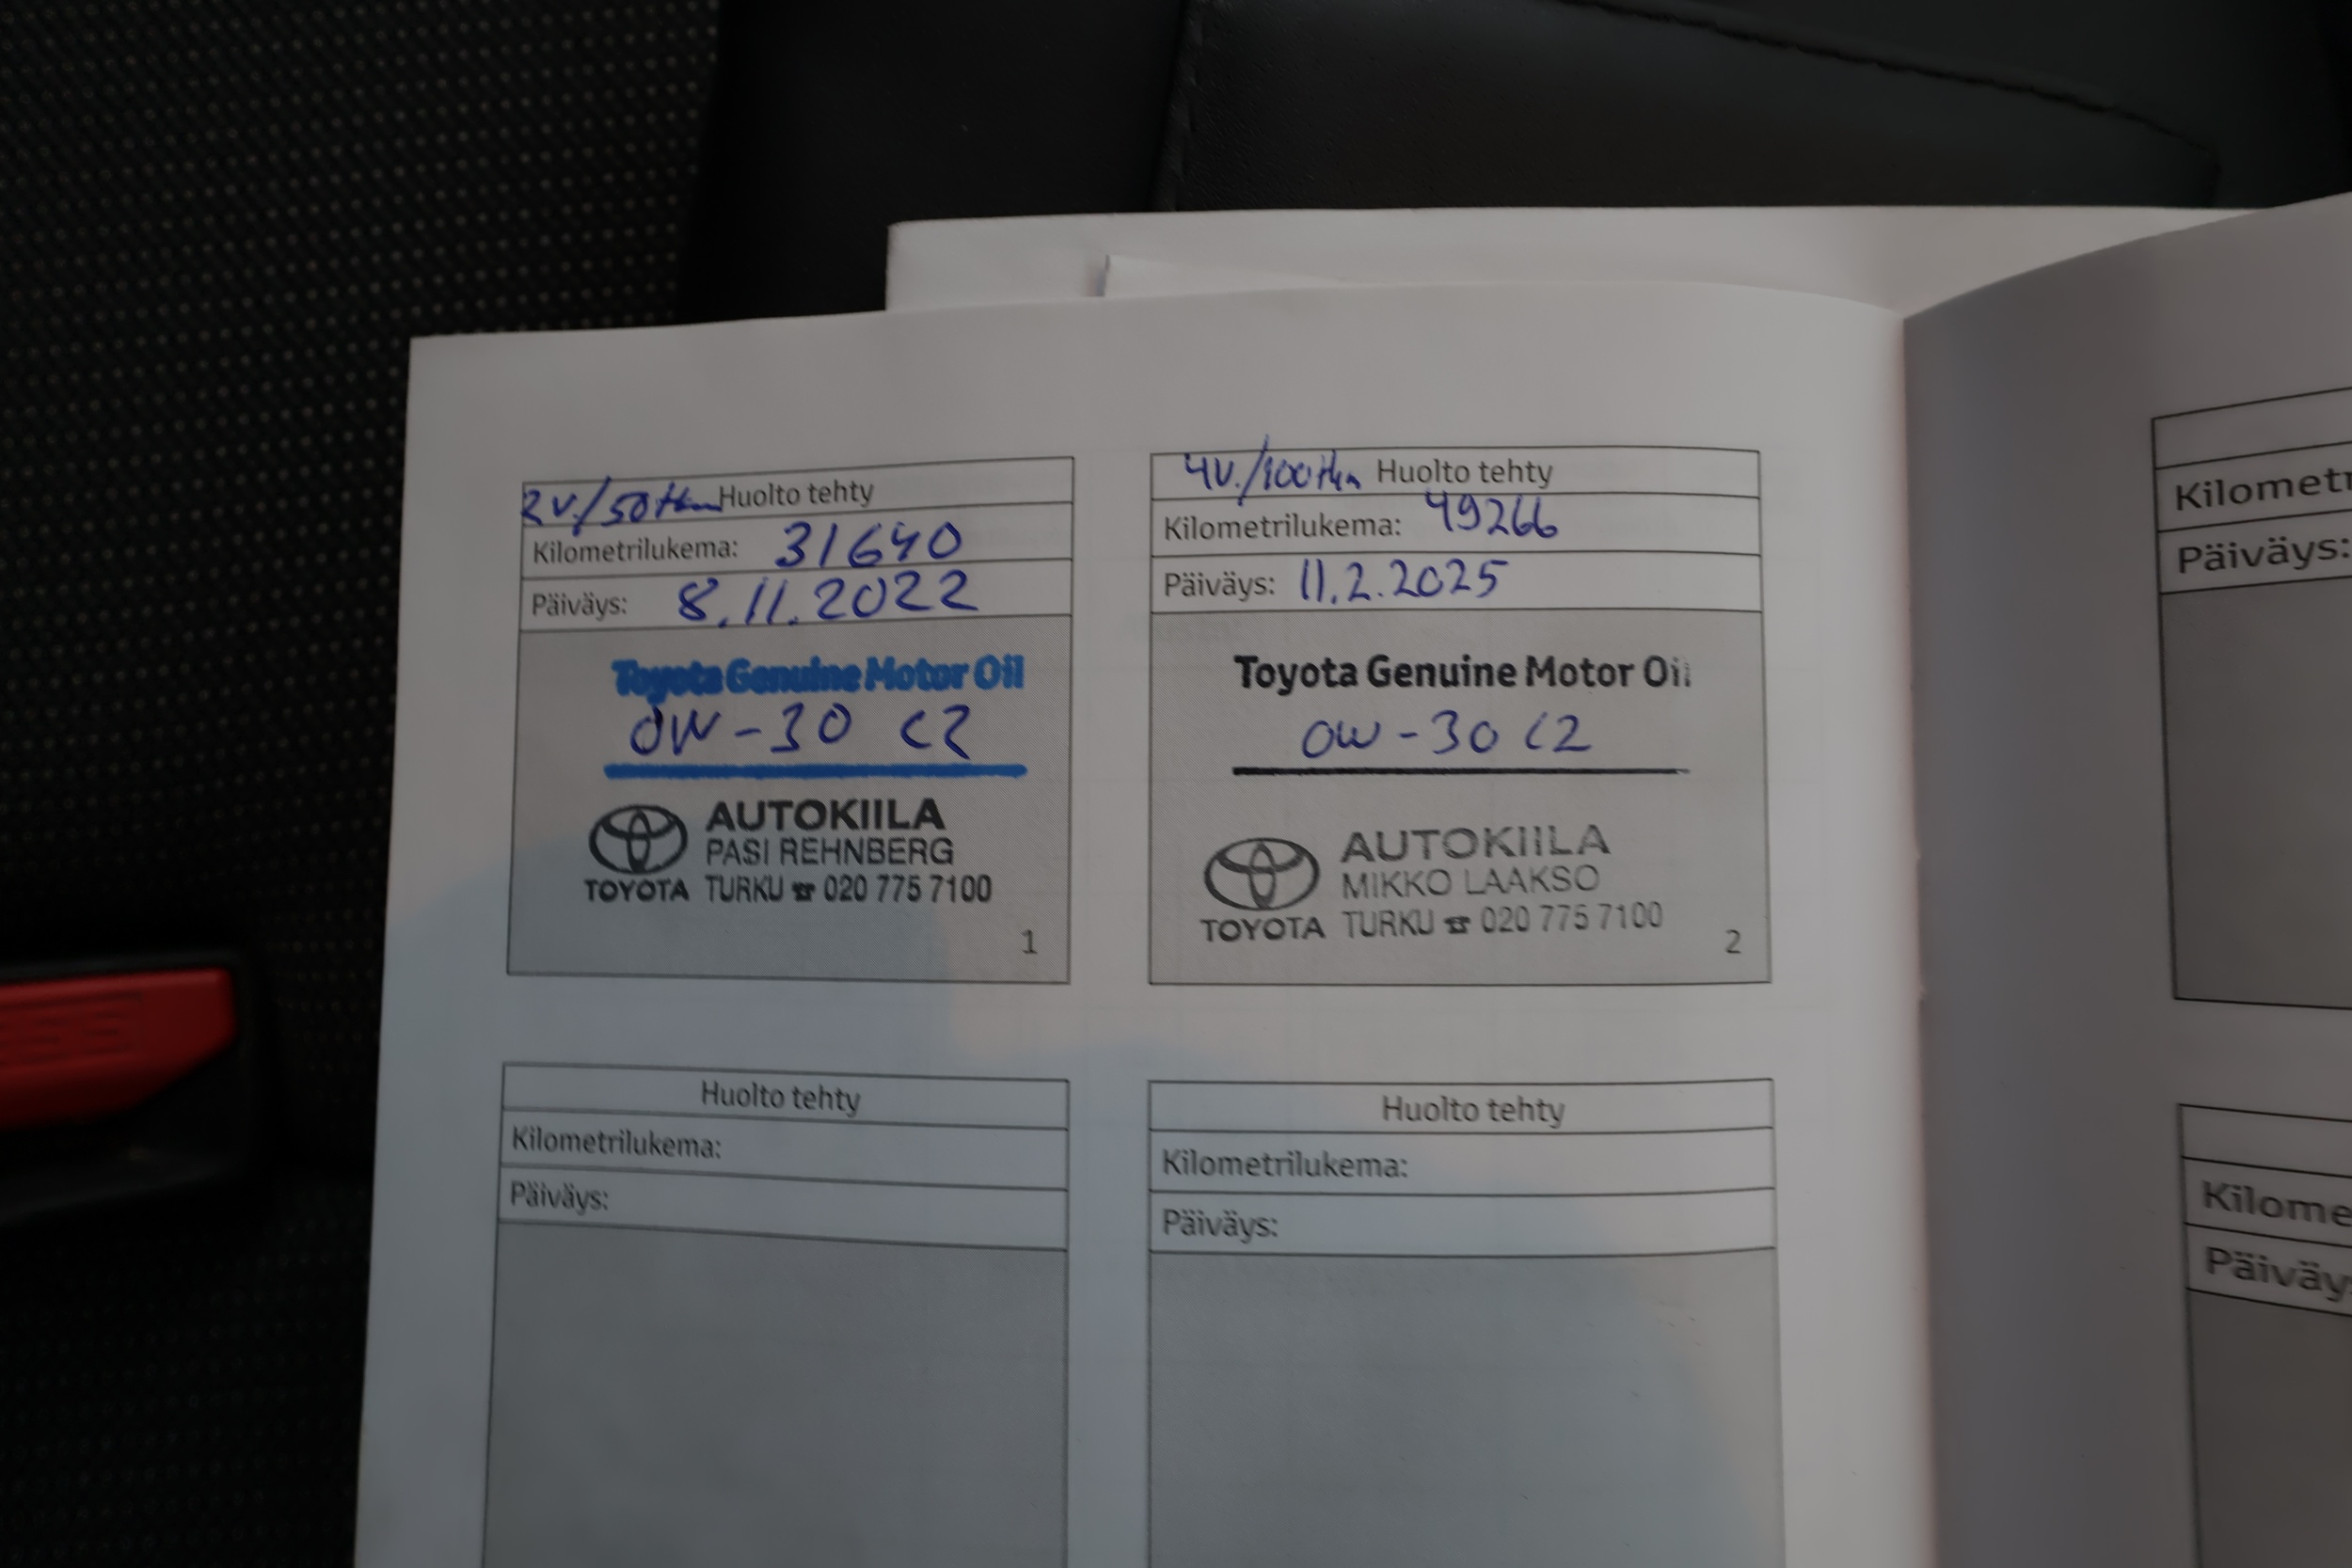 2V./50tkm Huolto tehty
Kilometrilukema: 31640
Päiväys: 8.11.2022
Toyota Genuine Motor Oil
0W-30 C2
AUTOKIILA
PASI REHNBERG
TOYOTA TURKU ☎ 020 775 7100
1
4V./100tkm Huolto tehty
Kilometrilukema: 49266
Päiväys: 11.2.2025
Toyota Genuine Motor Oil
0W-30 C2
AUTOKIILA
MIKKO LAAKSO
TOYOTA TURKU ☎ 020 775 7100
2
Huolto tehty
Kilometrilukema:
Päiväys:
Huolto tehty
Kilometrilukema:
Päiväys:
Kilometr
Päiväys:
Kilome
Päiväy